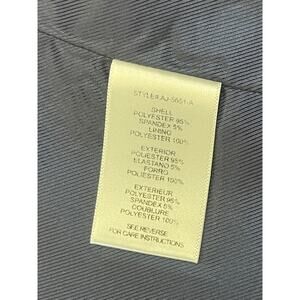 STYLE#AJ-5651-A
SHELL
POLYESTER 95%
SPANDEX 5%
LINING
POLYESTER 100%
EXTERIOR
POLIESTER 95%
ELASTANO 5%
FORRO
POLIESTER 100%
EXTERIEUR
POLYESTER 95%
SPANDEX 5%
DOUBLURE
POLYESTER 100%
SEE REVERSE
FOR CARE INSTRUCTIONS